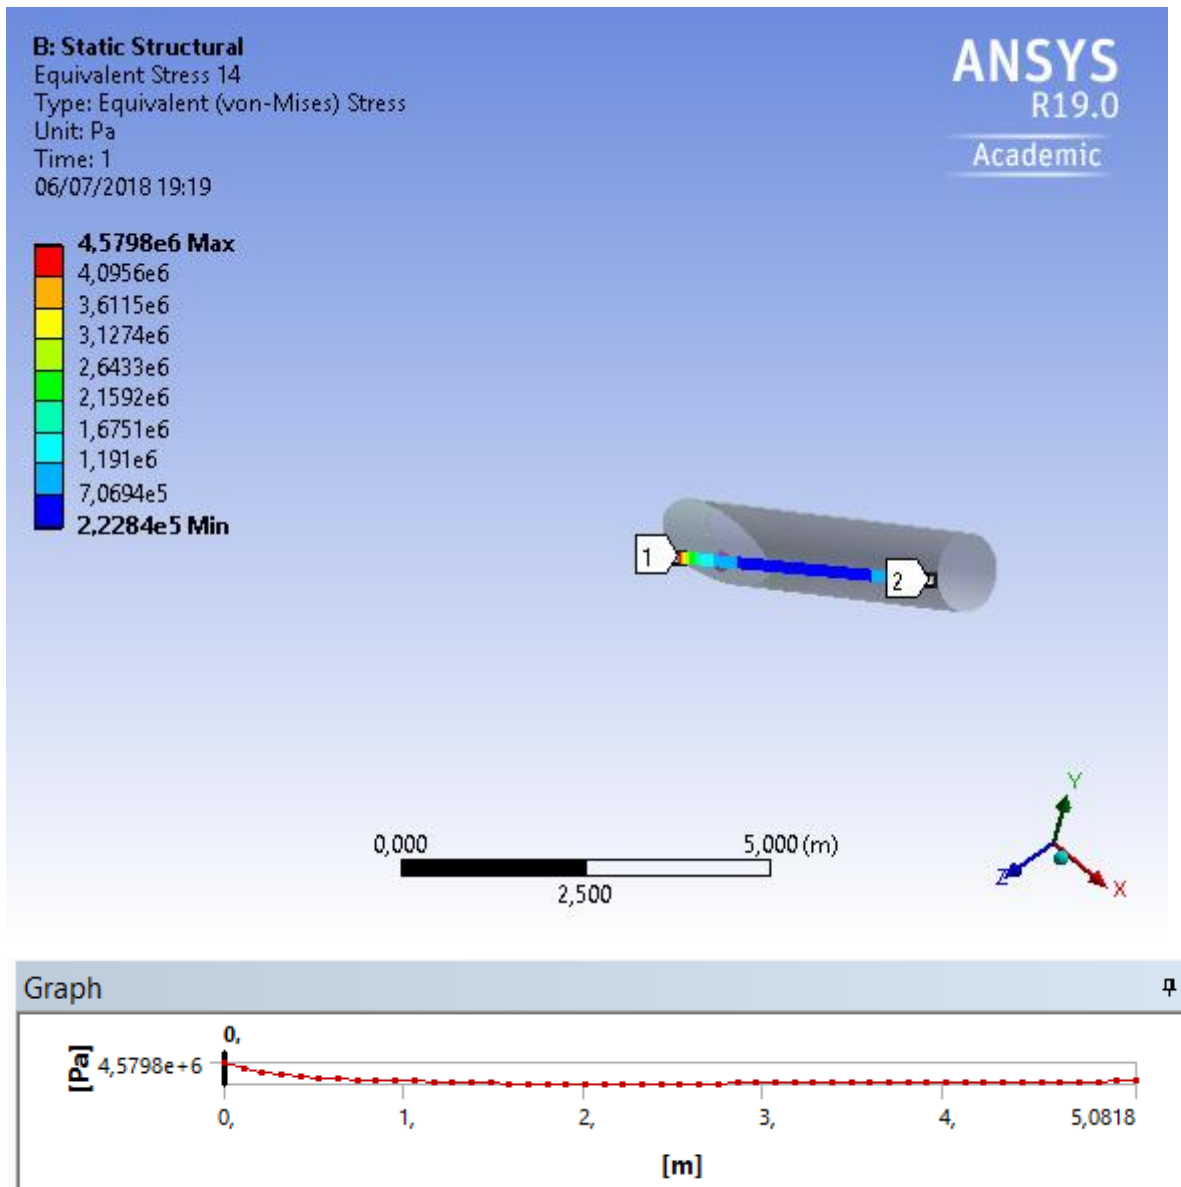 B: Static Structural
Equivalent Stress 14
Type: Equivalent (von-Mises) Stress
Unit: Pa
Time: 1
06/07/2018 19:19
ANSYS
R19.0
Academic
4,5798e6 Max
4,0956e6
3,6115e6
3,1274e6
2,6433e6
2,1592e6
1,6751e6
1,191e6
7,0694e5
2,2284e5 Min
1
2
0,000
5,000 (m)
2,500
Y
Z
X
Graph
0,
[Pa]
4,5798e+6
0,
1,
2,
3,
4,
5,0818
[m]